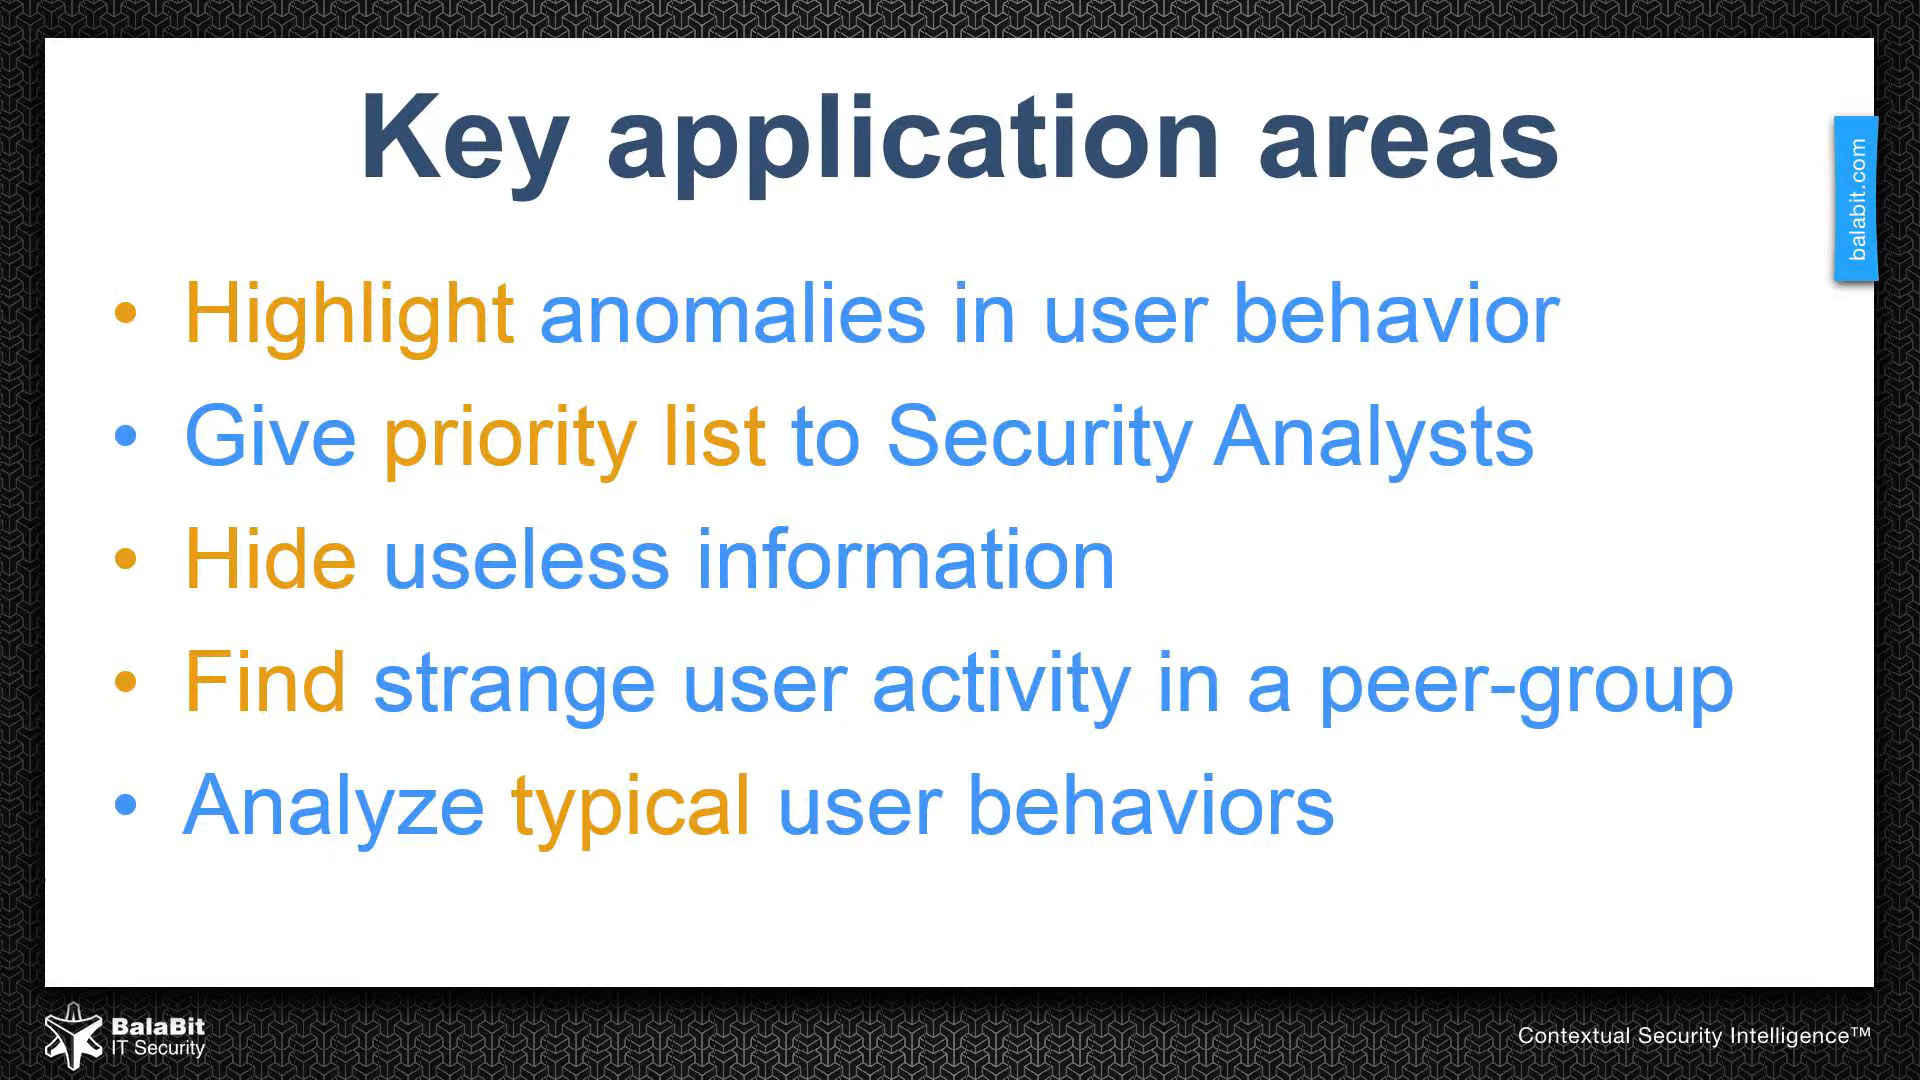 Key application areas
balabit.com
• Highlight anomalies in user behavior
• Give priority list to Security Analysts
• Hide useless information
• Find strange user activity in a peer-group
• Analyze typical user behaviors
BalaBit
IT Security
Contextual Security Intelligence™